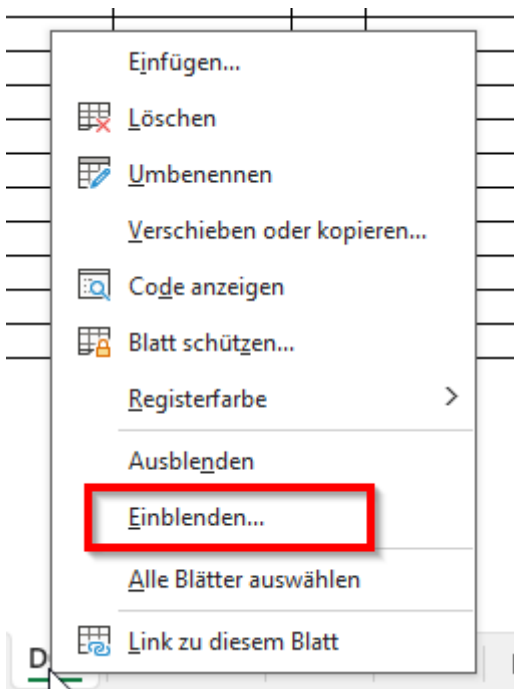 Einfügen...
Löschen
Umbenennen
Verschieben oder kopieren...
Code anzeigen
Blatt schützen...
Registerfarbe
Ausblenden
Einblenden...
Alle Blätter auswählen
Link zu diesem Blatt